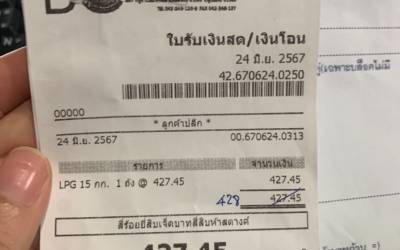 ใบรับเงินสด/เงินโอน
24 มิ.ย. 2567
42.670624.0250
00000
* ลูกค้าปลีก *
24 มิ.ย. 2567 00.670624.0313
รายการ จำนวนเงิน
LPG 15 กก. 1 ถัง @ 427.45 427.45
428 427.45
สี่ร้อยยี่สิบเจ็ดบาทสี่สิบห้าสตางค์
427.45